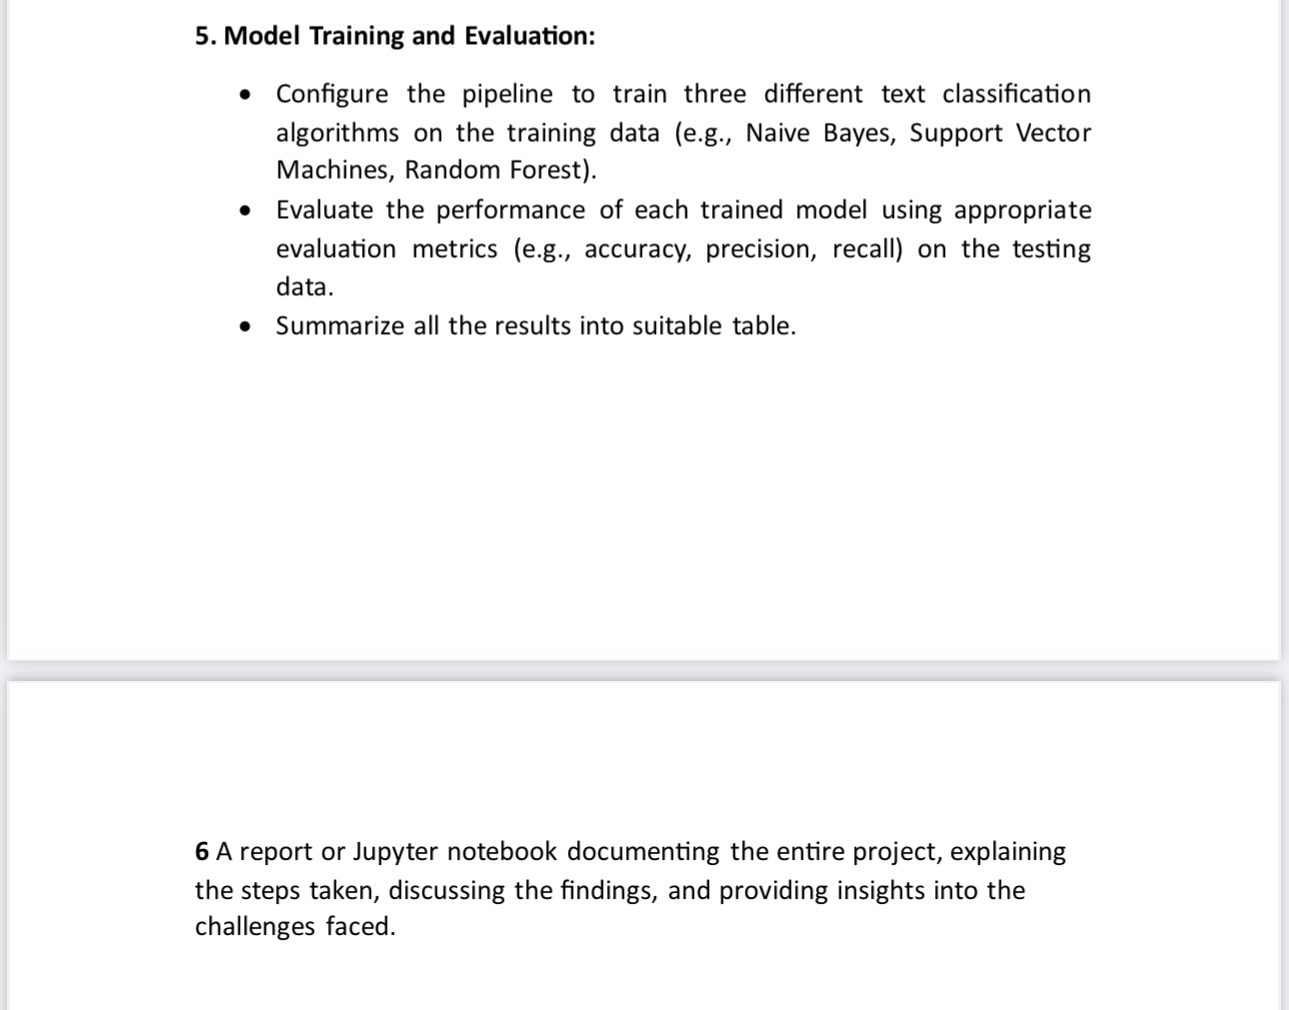 5. Model Training and Evaluation:
• Configure the pipeline to train three different text classification
algorithms on the training data (e.g., Naive Bayes, Support Vector
Machines, Random Forest).
• Evaluate the performance of each trained model using appropriate
evaluation metrics (e.g., accuracy, precision, recall) on the testing
data.
• Summarize all the results into suitable table.
6 A report or Jupyter notebook documenting the entire project, explaining
the steps taken, discussing the findings, and providing insights into the
challenges faced.